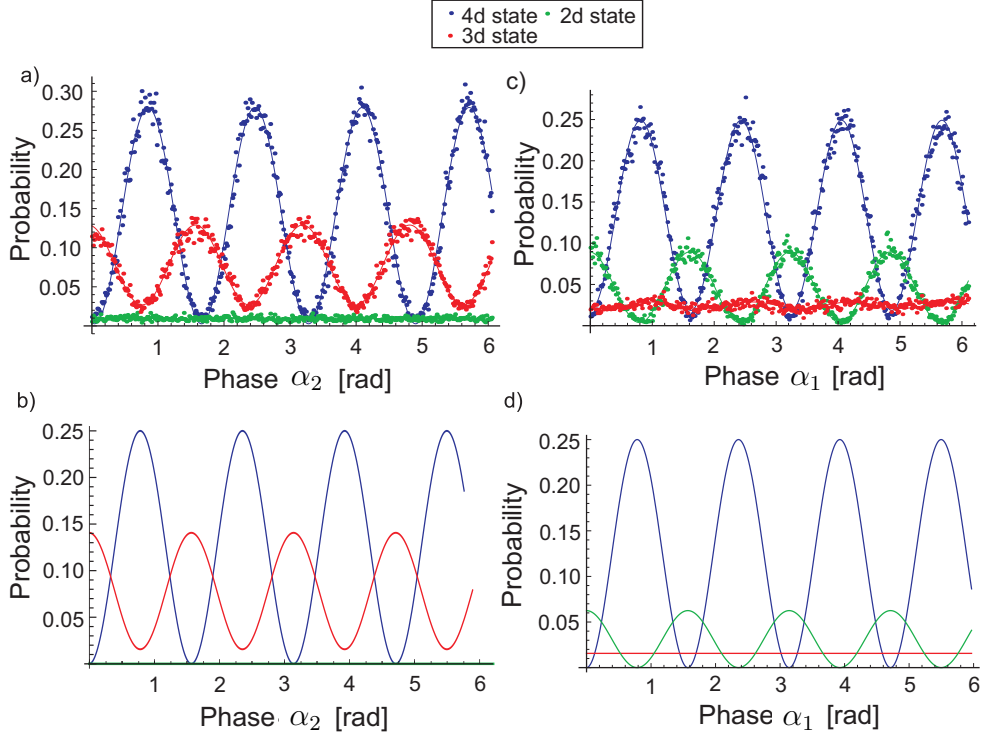 4d state 2d state
3d state
a)
0.30
0.25
0.20
0.15
0.10
0.05
Probability
1 2 3 4 5 6
Phase α₂ [rad]
c)
0.25
0.20
0.15
0.10
0.05
Probability
1 2 3 4 5 6
Phase α₁ [rad]
b)
0.25
0.20
0.15
0.10
0.05
Probability
1 2 3 4 5 6
Phase α₂ [rad]
d)
0.25
0.20
0.15
0.10
0.05
Probability
1 2 3 4 5 6
Phase α₁ [rad]